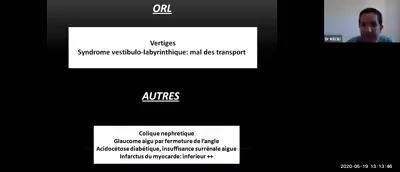 ORL
Vertiges
Syndrome vestibulo-labyrinthique: mal des transport
AUTRES
Colique nephretique
Glaucome aigu par fermeture de l'angle
Acidocétose diabétique, insuffisance surrénale aigue
Infarctus du myocarde: inferieur ++
2020-05-19 13:13:46